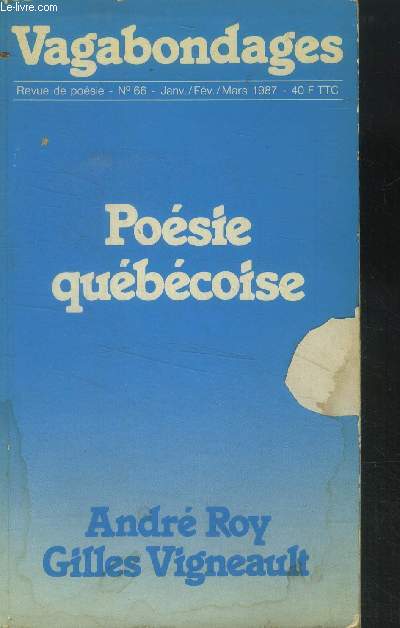 Le-livre.com
Vagabondages
Revue de poésie - Nº 66 - Janv./Fév./Mars 1987 - 40 F TTC
Poésie
québécoise
André Roy
Gilles Vigneault